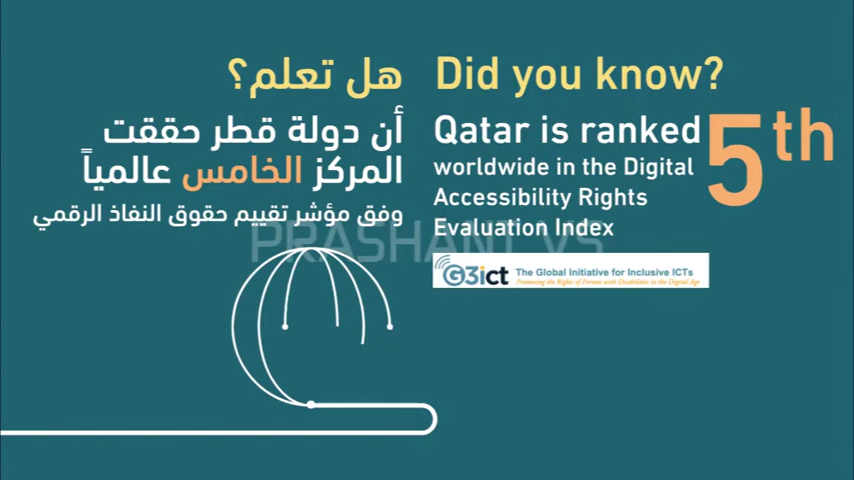 هل تعلم؟
أن دولة قطر حققت
المركز الخامس عالمياً
وفق مؤشر تقييم حقوق النفاذ الرقمي
Did you know?
Qatar is ranked 5th
worldwide in the Digital
Accessibility Rights
Evaluation Index
PRASHANT VS
G3ict The Global Initiative for Inclusive ICTs
Promoting the Rights of Persons with Disabilities in the Digital Age